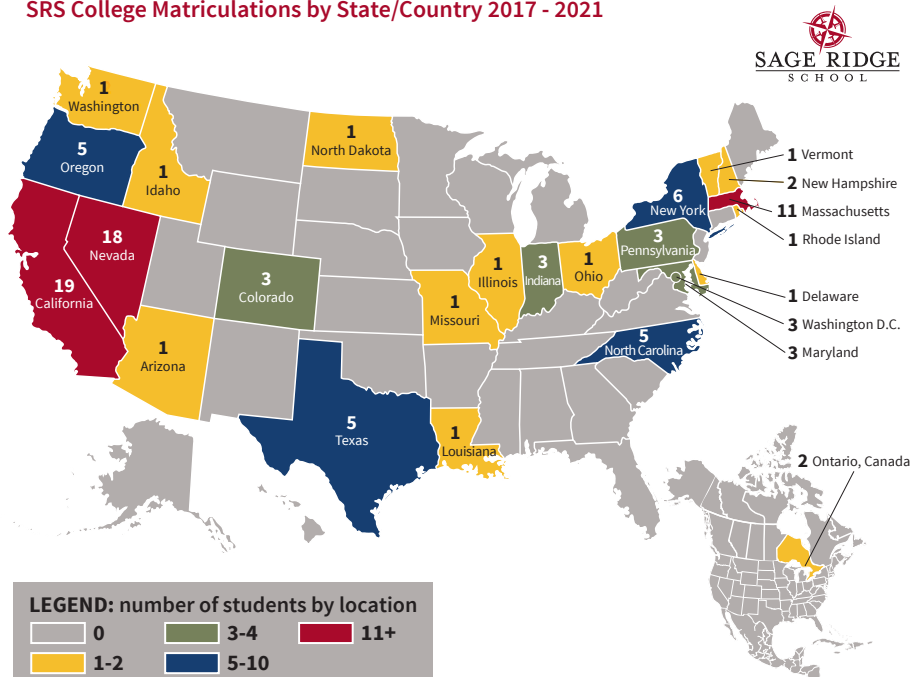 SRS College Matriculations by State/Country 2017 - 2021
SAGE RIDGE
SCHOOL
1
Washington
5
Oregon
1
Idaho
1
North Dakota
18
Nevada
19
California
3
Colorado
1
Arizona
5
Texas
1
Missouri
1
Illinois
3
Indiana
1
Ohio
1
Louisiana
5
North Carolina
6
New York
3
Pennsylvania
1 Vermont
2 New Hampshire
11 Massachusetts
1 Rhode Island
1 Delaware
3 Washington D.C.
3 Maryland
2 Ontario, Canada
LEGEND: number of students by location
0 3-4 11+
1-2 5-10